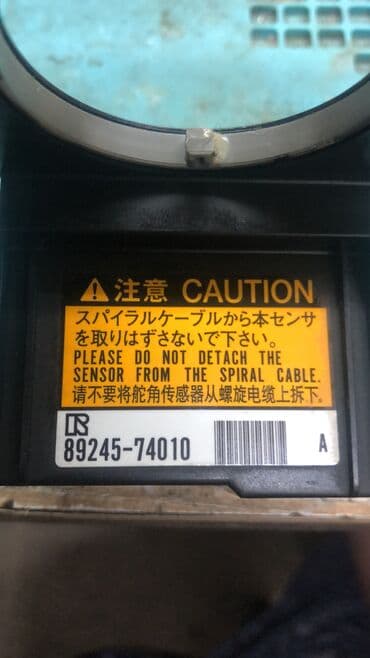 注意 CAUTION
スパイラルケーブルから本センサ
を取りはずさないで下さい。
PLEASE DO NOT DETACH THE
SENSOR FROM THE SPIRAL CABLE.
请不要将舵角传感器从螺旋电缆上拆下。
89245-74010 A